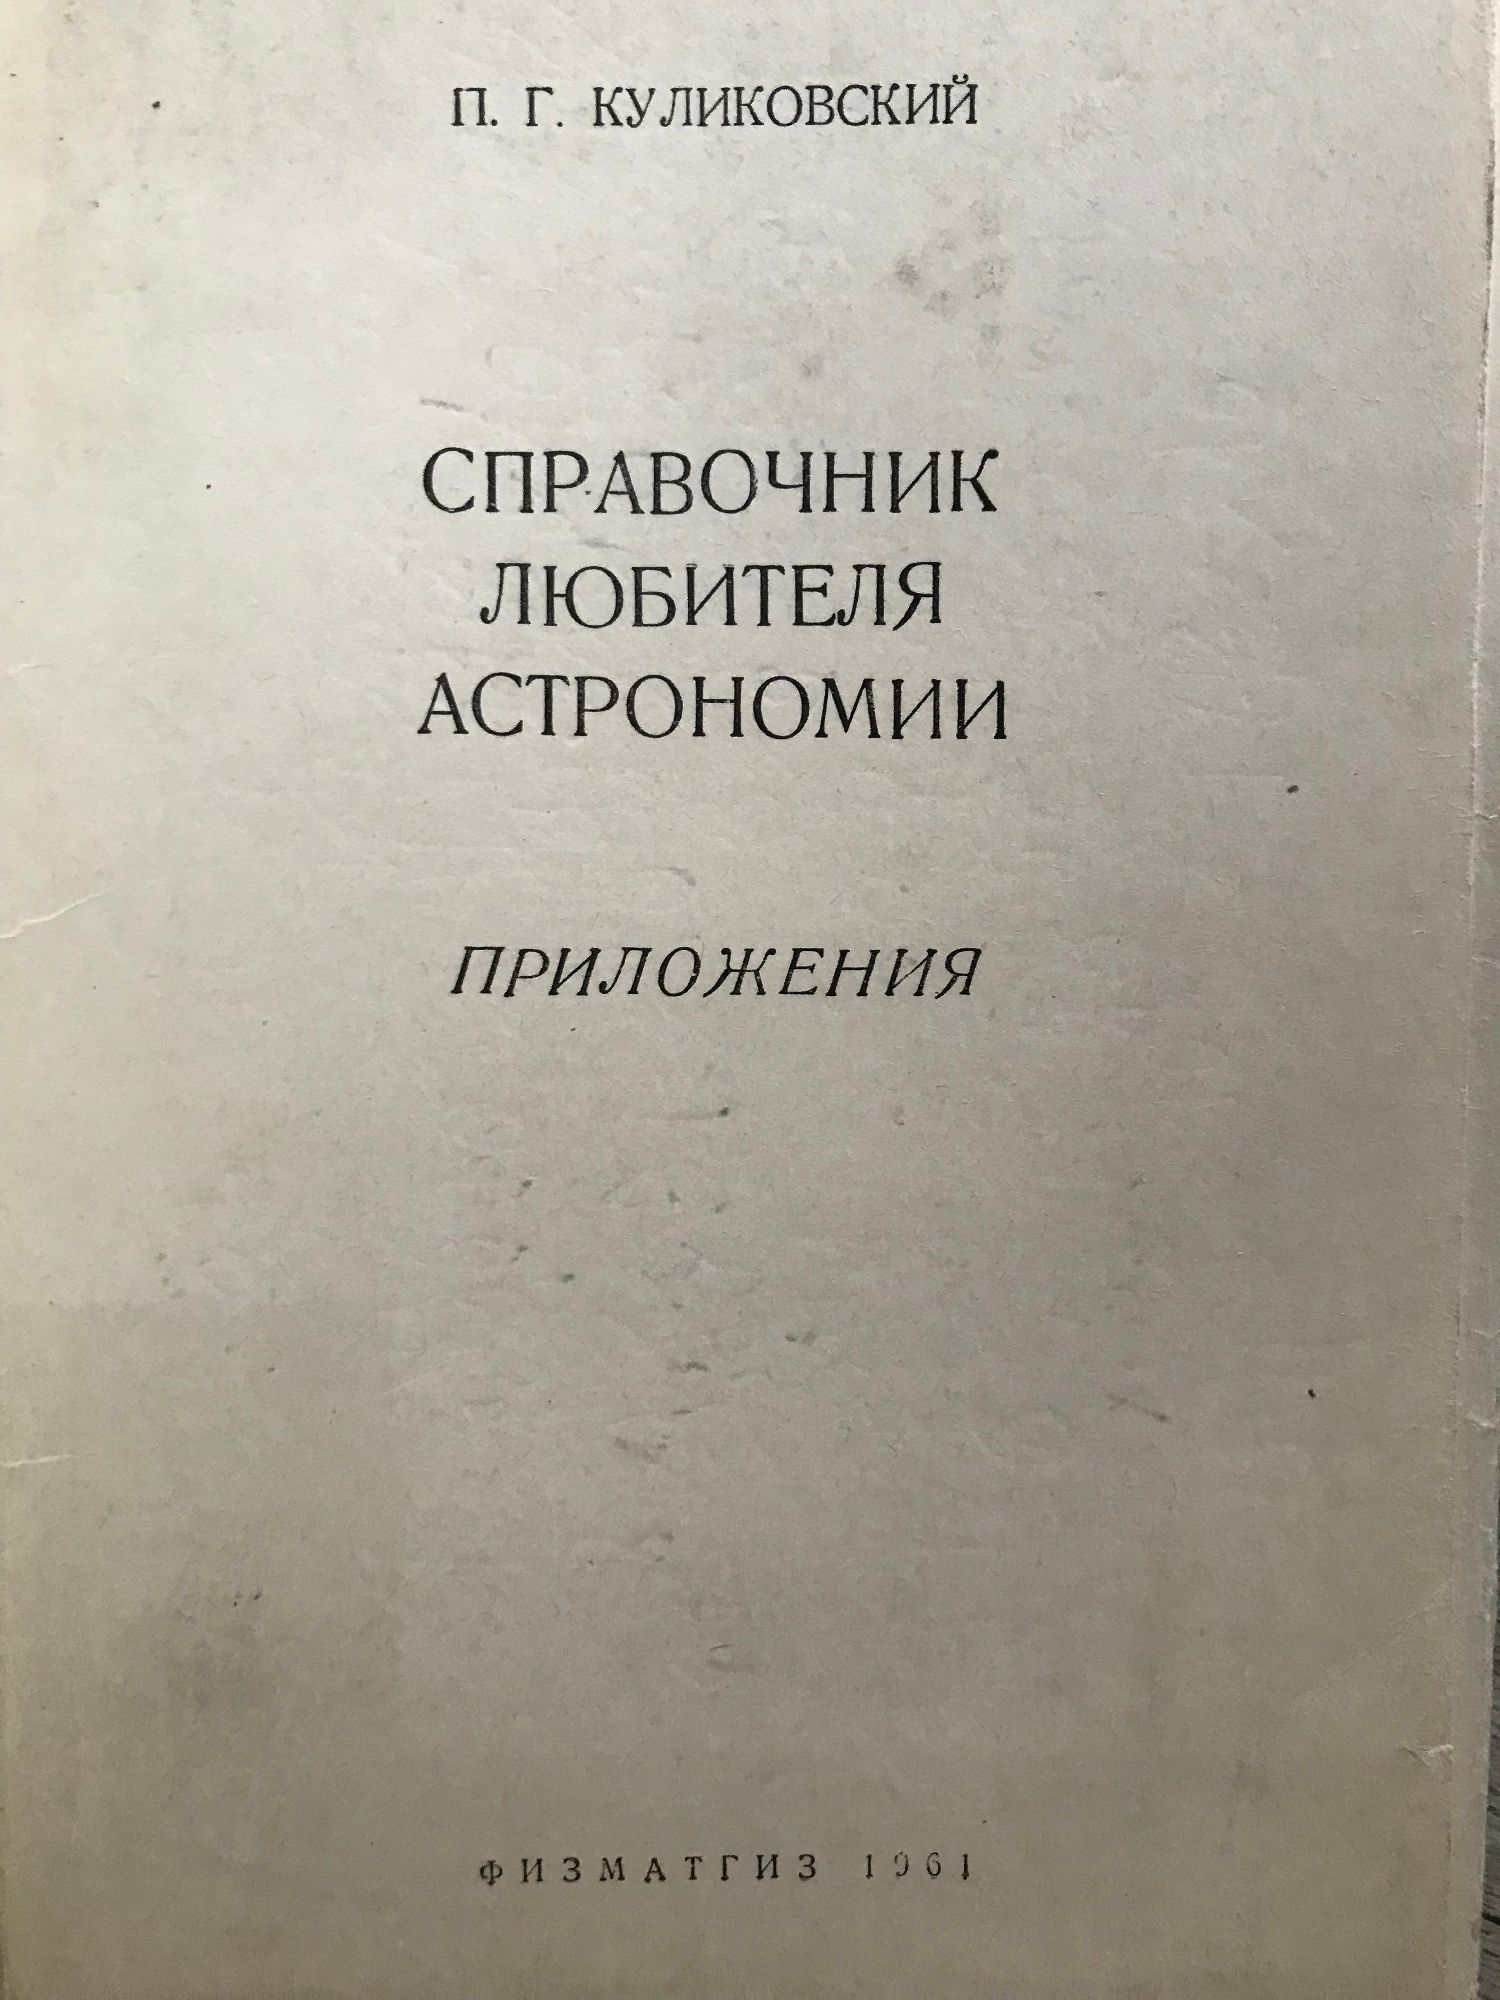 П. Г. КУЛИКОВСКИЙ
СПРАВОЧНИК
ЛЮБИТЕЛЯ
АСТРОНОМИИ
ПРИЛОЖЕНИЯ
ФИЗМАТГИЗ 1961